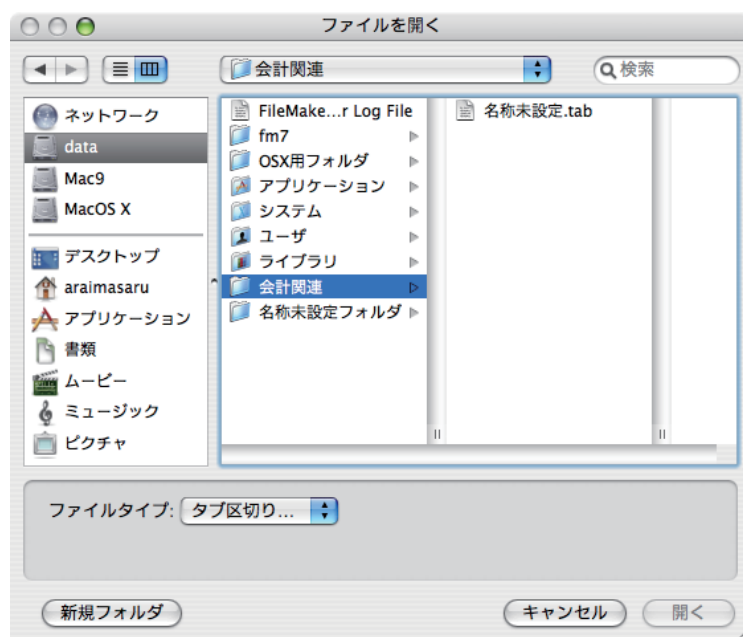 ファイルを開く
会計関連
検索
ネットワーク
data
Mac9
MacOS X
デスクトップ
araimasaru
アプリケーション
書類
ムービー
ミュージック
ピクチャ
FileMake...r Log File
fm7
OSX用フォルダ
アプリケーション
システム
ユーザ
ライブラリ
会計関連
名称未設定フォルダ
名称未設定.tab
ファイルタイプ: タブ区切り...
新規フォルダ
キャンセル
開く